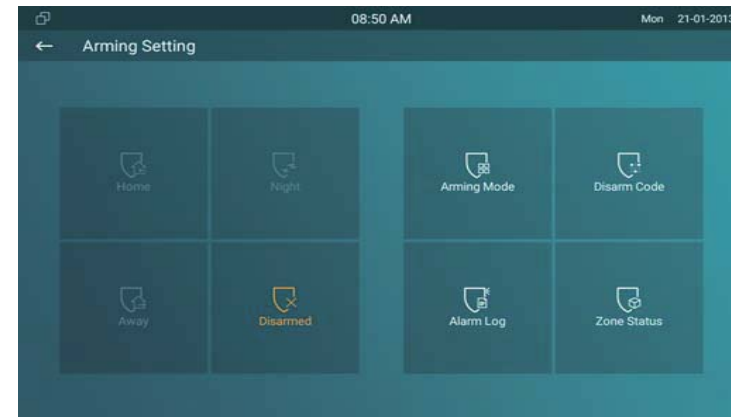 08:50 AM Mon 21-01-2013
Arming Setting
Home Night Arming Mode Disarm Code
Away Disarmed Alarm Log Zone Status